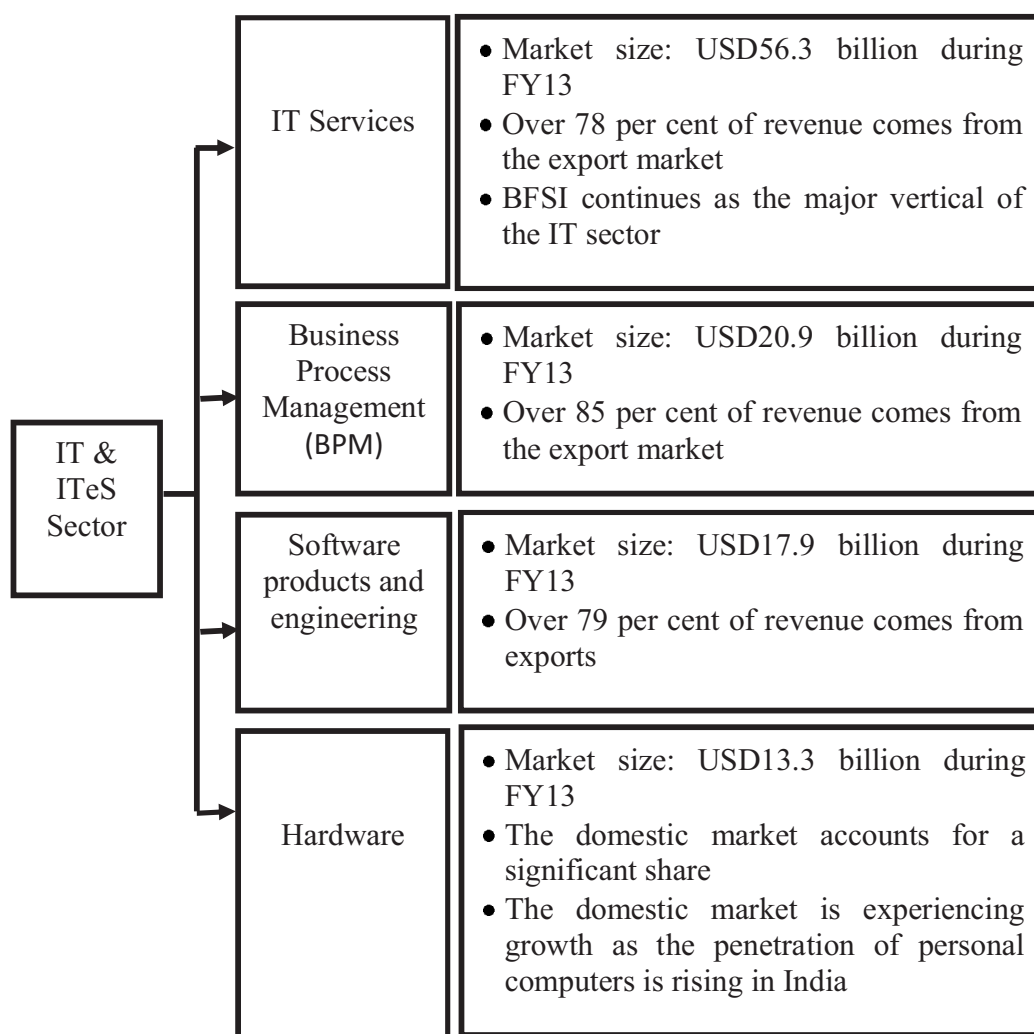 IT &
ITeS
Sector
IT Services
• Market size: USD56.3 billion during
FY13
• Over 78 per cent of revenue comes from
the export market
• BFSI continues as the major vertical of
the IT sector
Business
Process
Management
(BPM)
• Market size: USD20.9 billion during
FY13
• Over 85 per cent of revenue comes from
the export market
Software
products and
engineering
• Market size: USD17.9 billion during
FY13
• Over 79 per cent of revenue comes from
exports
Hardware
• Market size: USD13.3 billion during
FY13
• The domestic market accounts for a
significant share
• The domestic market is experiencing
growth as the penetration of personal
computers is rising in India